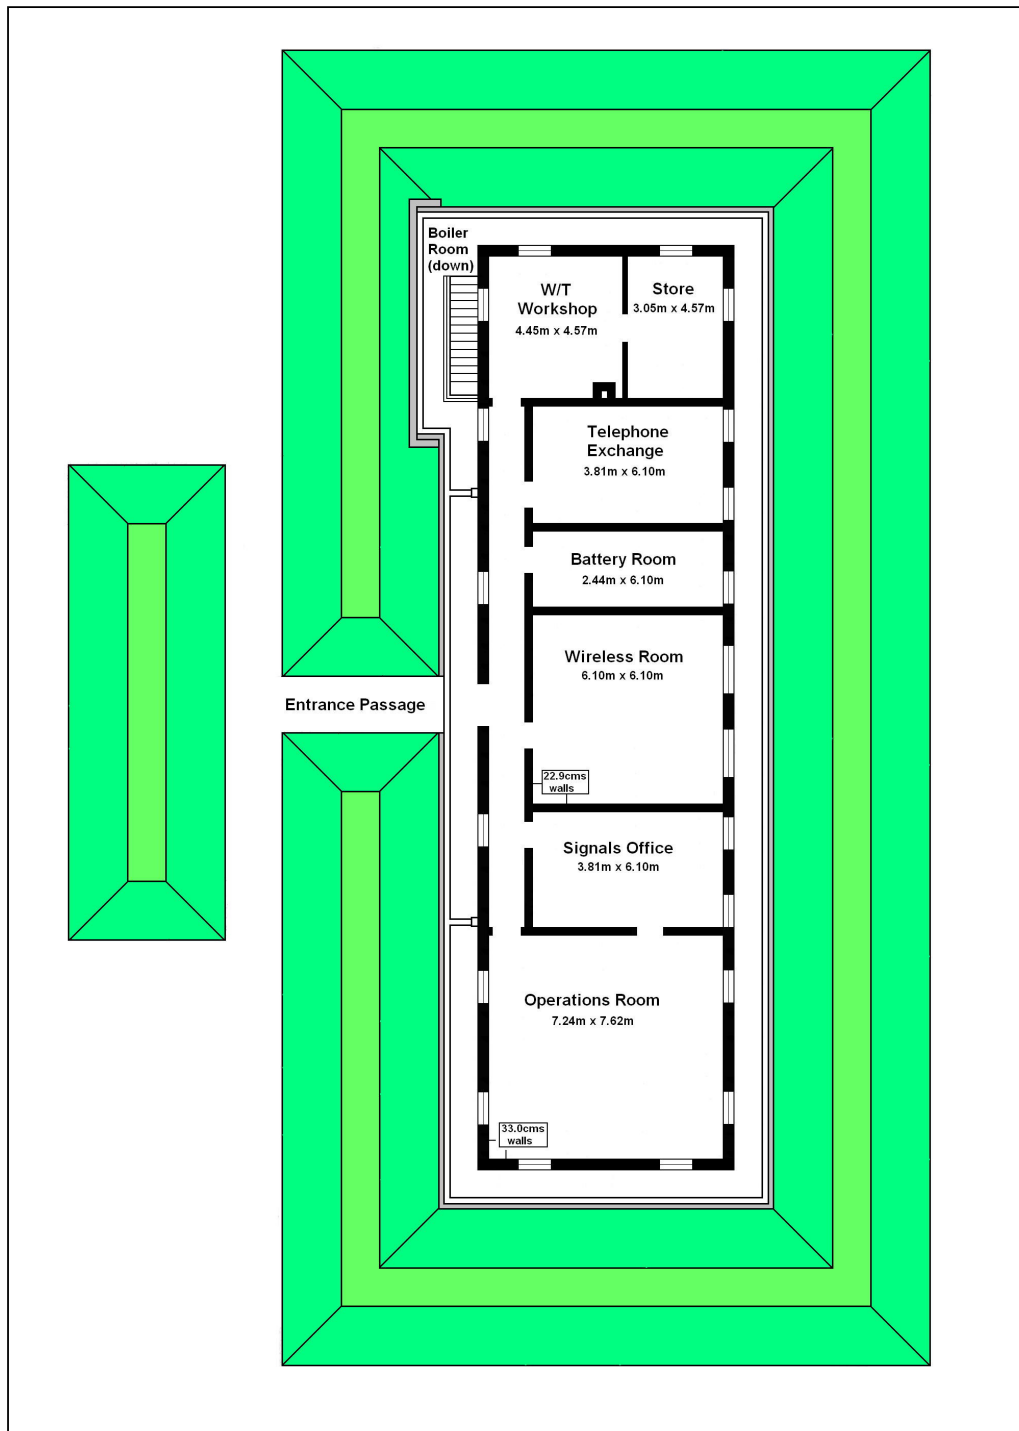 Boiler
Room
(down)
W/T
Workshop
4.45m x 4.57m
Store
3.05m x 4.57m
Telephone
Exchange
3.81m x 6.10m
Battery Room
2.44m x 6.10m
Wireless Room
6.10m x 6.10m
Entrance Passage
22.9cms
walls
Signals Office
3.81m x 6.10m
Operations Room
7.24m x 7.62m
33.0cms
walls